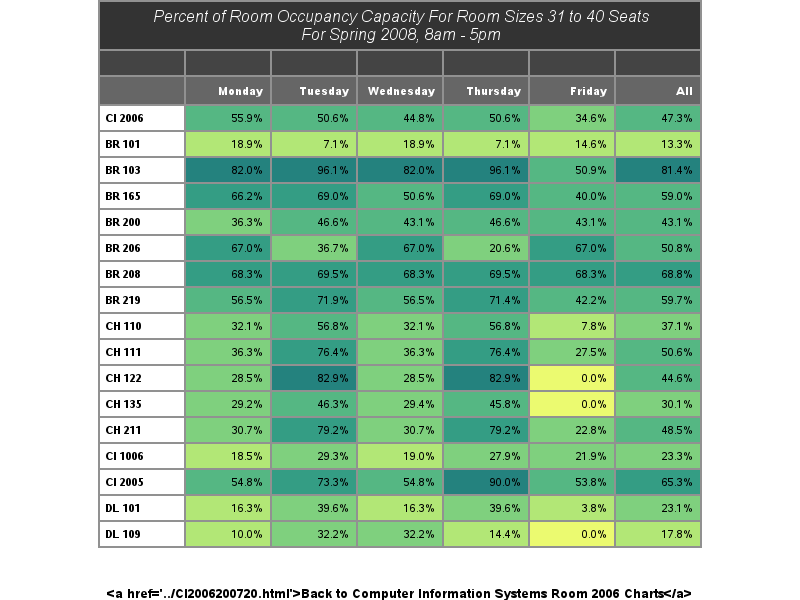 Percent of Room Occupancy Capacity For Room Sizes 31 to 40 Seats
For Spring 2008, 8am - 5pm
Monday Tuesday Wednesday Thursday Friday All
CI 2006 55.9% 50.6% 44.8% 50.6% 34.6% 47.3%
BR 101 18.9% 7.1% 18.9% 7.1% 14.6% 13.3%
BR 103 82.0% 96.1% 82.0% 96.1% 50.9% 81.4%
BR 165 66.2% 69.0% 50.6% 69.0% 40.0% 59.0%
BR 200 36.3% 46.6% 43.1% 46.6% 43.1% 43.1%
BR 206 67.0% 36.7% 67.0% 20.6% 67.0% 50.8%
BR 208 68.3% 69.5% 68.3% 69.5% 68.3% 68.8%
BR 219 56.5% 71.9% 56.5% 71.4% 42.2% 59.7%
CH 110 32.1% 56.8% 32.1% 56.8% 7.8% 37.1%
CH 111 36.3% 76.4% 36.3% 76.4% 27.5% 50.6%
CH 122 28.5% 82.9% 28.5% 82.9% 0.0% 44.6%
CH 135 29.2% 46.3% 29.4% 45.8% 0.0% 30.1%
CH 211 30.7% 79.2% 30.7% 79.2% 22.8% 48.5%
CI 1006 18.5% 29.3% 19.0% 27.9% 21.9% 23.3%
CI 2005 54.8% 73.3% 54.8% 90.0% 53.8% 65.3%
DL 101 16.3% 39.6% 16.3% 39.6% 3.8% 23.1%
DL 109 10.0% 32.2% 32.2% 14.4% 0.0% 17.8%
<a href='../CI2006200720.html'>Back to Computer Information Systems Room 2006 Charts</a>